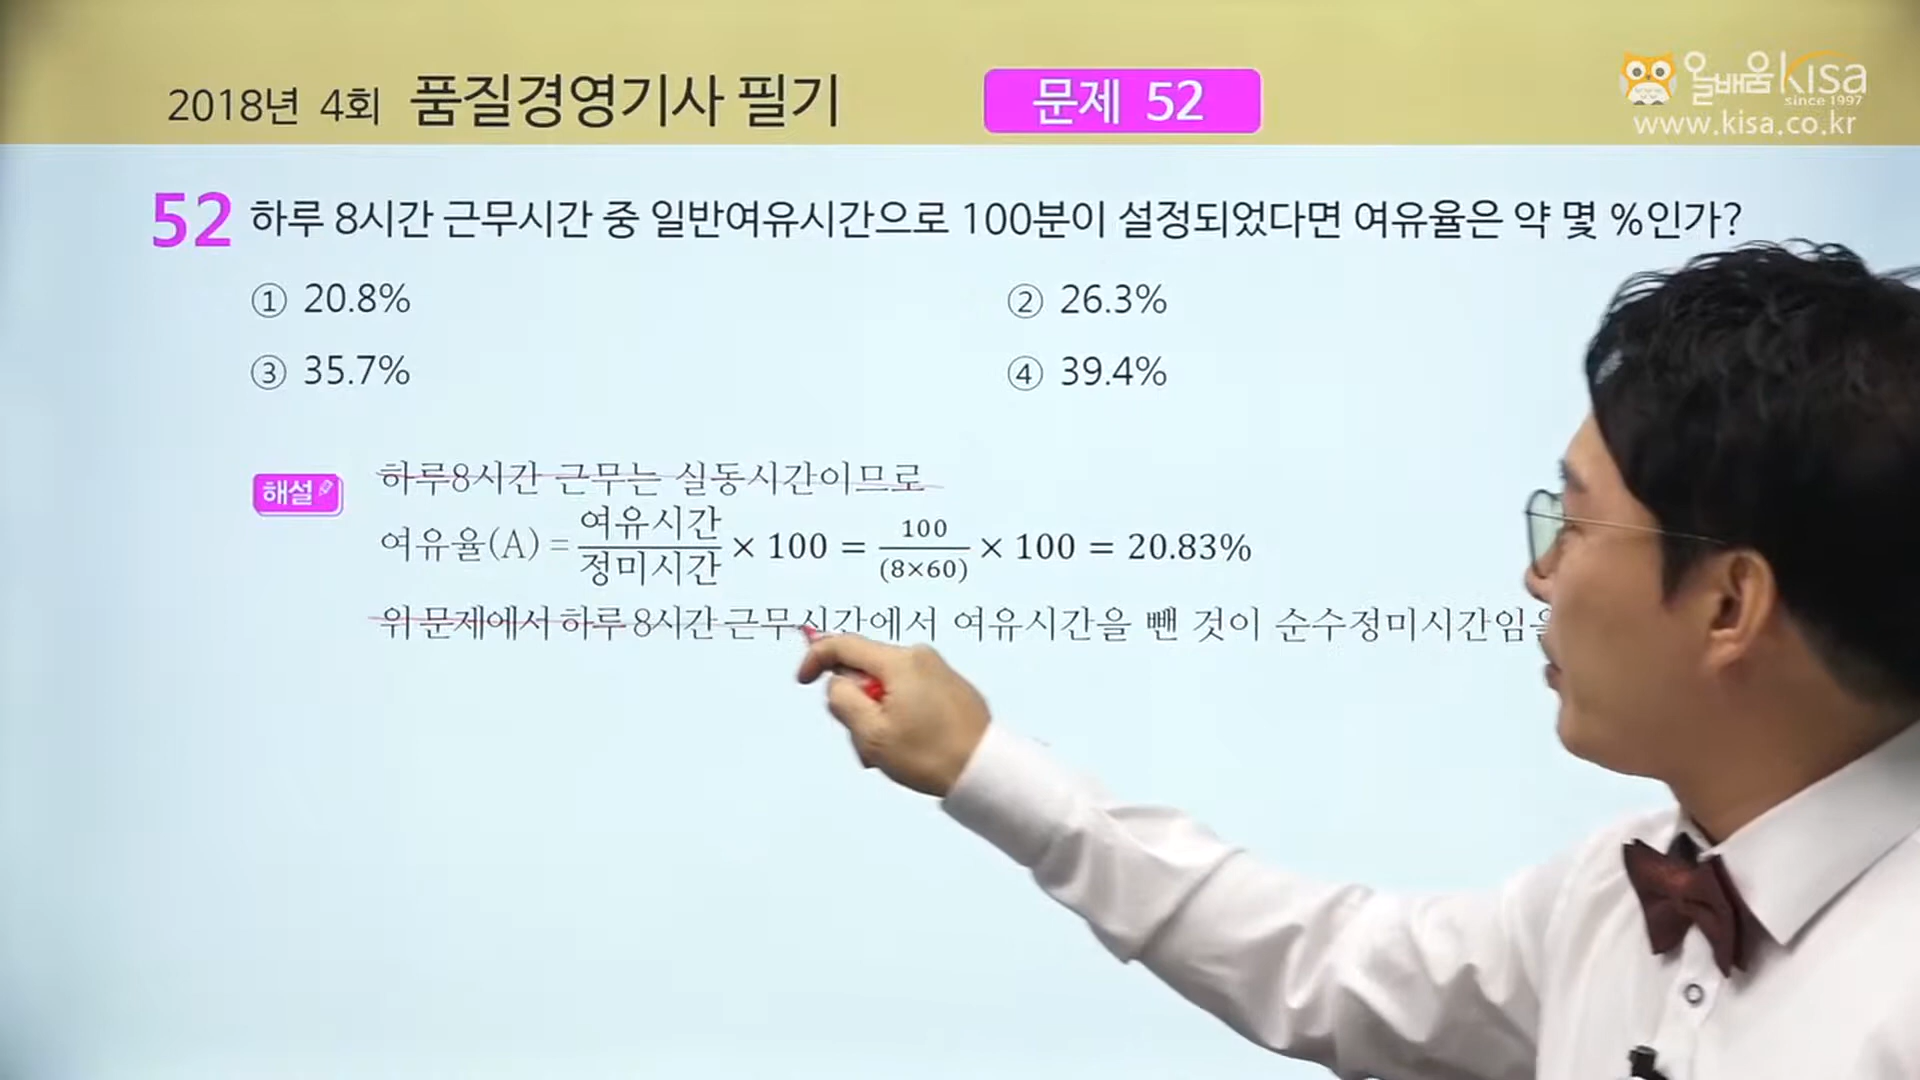 2018년 4회 품질경영기사 필기 문제 52
올배움 kisa
since 1997
www.kisa.co.kr
52 하루 8시간 근무시간 중 일반여유시간으로 100분이 설정되었다면 여유율은 약 몇 %인가?
① 20.8% ② 26.3%
③ 35.7% ④ 39.4%
해설 하루8시간 근무는 실동시간이므로
여유율(A) = 여유시간/정미시간 × 100 = 100/(8×60) × 100 = 20.83%
위 문제에서 하루 8시간 근무시간에서 여유시간을 뺀 것이 순수정미시간임을